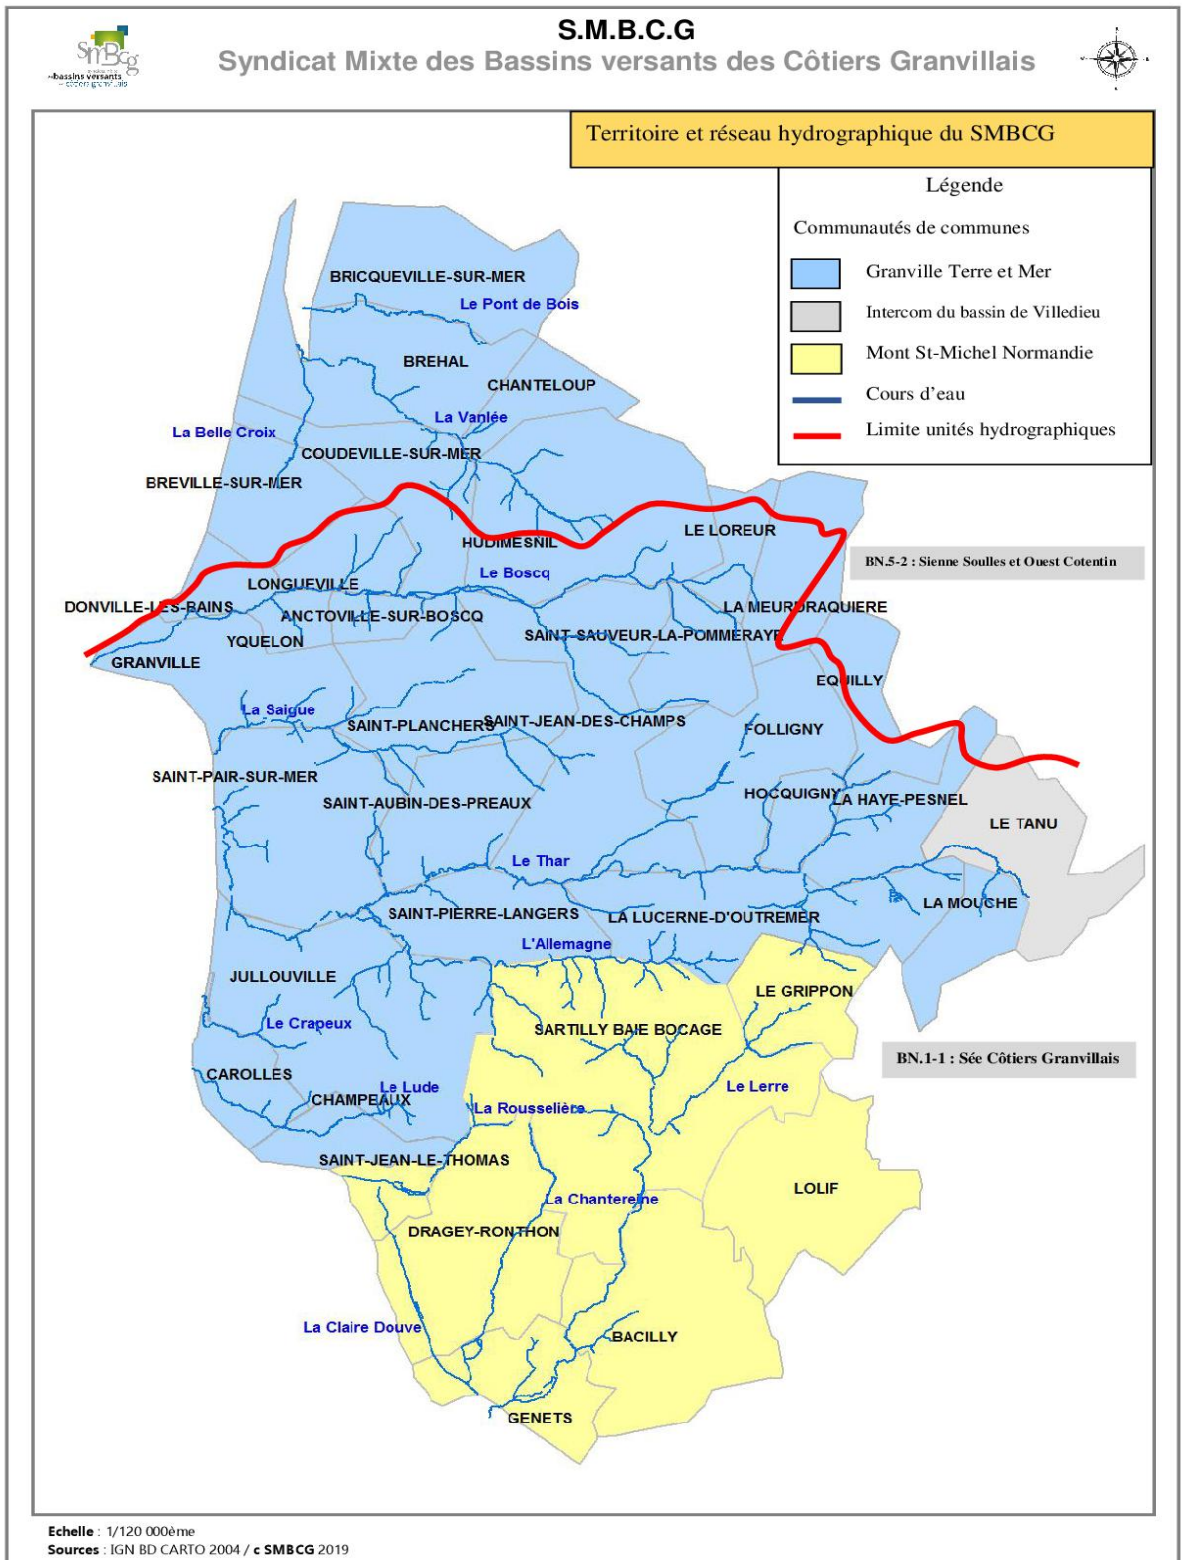 S.M.B.C.G
Syndicat Mixte des Bassins versants des Côtiers Granvillais
SmBcg
bassins versants
côtiers granvillais
Territoire et réseau hydrographique du SMBCG
Légende
Communautés de communes
Granville Terre et Mer
Intercom du bassin de Villedieu
Mont St-Michel Normandie
Cours d'eau
Limite unités hydrographiques
BRICQUEVILLE-SUR-MER
Le Pont de Bois
BREHAL
CHANTELOUP
La Vanlée
La Belle Croix
COUDEVILLE-SUR-MER
BREVILLE-SUR-MER
LE LOREUR
HUDIMESNIL
BN.5-2 : Sienne Soulles et Ouest Cotentin
Le Boscq
LONGUEVILLE
DONVILLE-LES-BAINS
LA MEURDRAQUIERE
ANCTOVILLE-SUR-BOSCQ
SAINT-SAUVEUR-LA-POMMERAYE
YQUELON
GRANVILLE
EQUILLY
La Saigue
SAINT-PLANCHERS
SAINT-JEAN-DES-CHAMPS
FOLLIGNY
SAINT-PAIR-SUR-MER
HOCQUIGNY
LA HAYE-PESNEL
SAINT-AUBIN-DES-PREAUX
LE TANU
Le Thar
LA MOUCHE
SAINT-PIERRE-LANGERS
LA LUCERNE-D'OUTREMER
L'Allemagne
JULLOUVILLE
LE GRIPPON
Le Crapeux
SARTILLY BAIE BOCAGE
BN.1-1 : Sée Côtiers Granvillais
CAROLLES
Le Lude
Le Lerre
CHAMPEAUX
La Rousselière
SAINT-JEAN-LE-THOMAS
LOLIF
La Chantereine
DRAGEY-RONTHON
La Claire Douve
BACILLY
GENETS
Echelle : 1/120 000ème
Sources : IGN BD CARTO 2004 / c SMBCG 2019